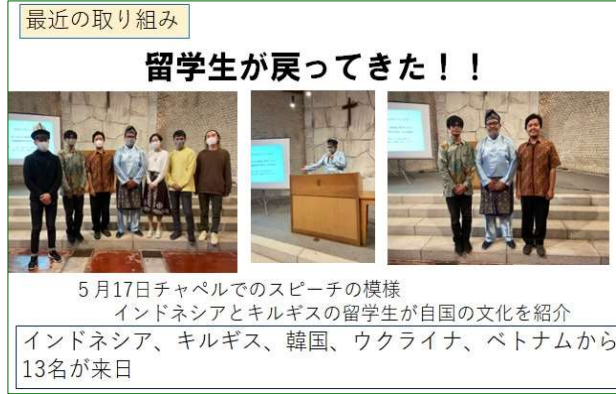 最近の取り組み
留学生が戻ってきた！！
５月17日チャペルでのスピーチの模様
インドネシアとキルギスの留学生が自国の文化を紹介
インドネシア、キルギス、韓国、ウクライナ、ベトナムから
13名が来日